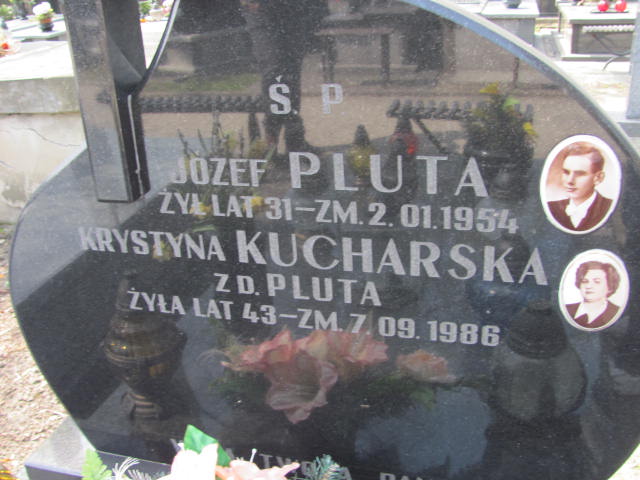 Ś. P
JÓZEF PLUTA
ŻYŁ LAT 31 – ZM. 2. 01. 1954
KRYSTYNA KUCHARSKA
Z D. PLUTA
ŻYŁA LAT 43 – ZM. 7 09. 1986
TWOJA